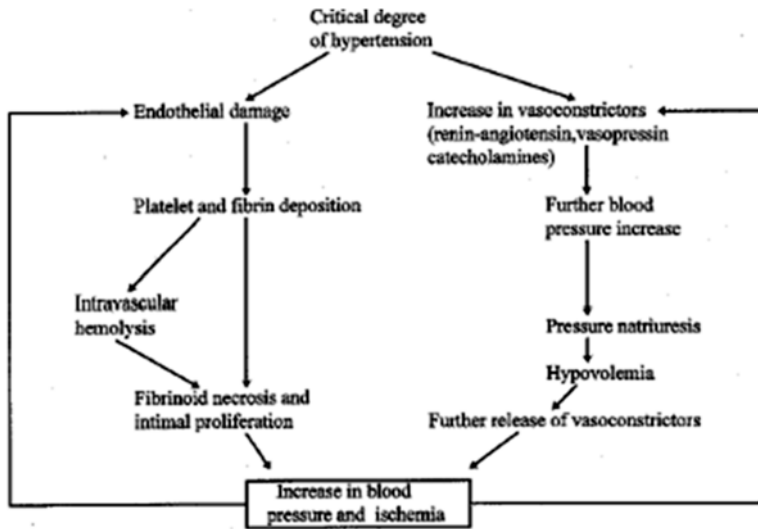 Critical degree
of hypertension
Endothelial damage
Increase in vasoconstrictors
(renin-angiotensin,vasopressin
catecholamines)
Platelet and fibrin deposition
Further blood
pressure increase
Intravascular
hemolysis
Pressure natriuresis
Hypovolemia
Fibrinoid necrosis and
intimal proliferation
Further release of vasoconstrictors
Increase in blood
pressure and ischemia